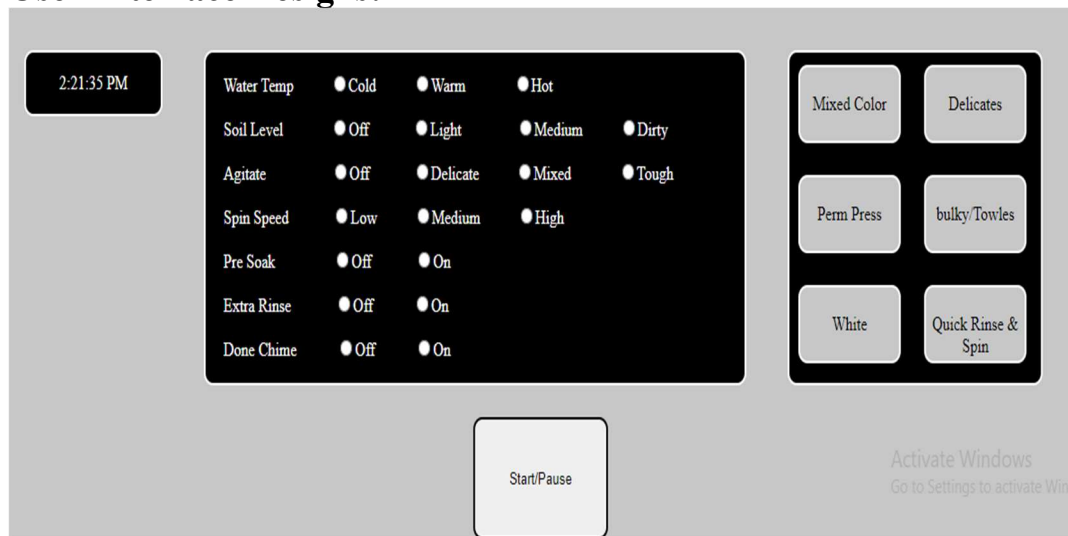 2:21:35 PM
Water Temp Cold Warm Hot
Soil Level Off Light Medium Dirty
Agitate Off Delicate Mixed Tough
Spin Speed Low Medium High
Pre Soak Off On
Extra Rinse Off On
Done Chime Off On
Mixed Color
Delicates
Perm Press
bulky/Towles
White
Quick Rinse &
Spin
Start/Pause
Activate Windows
Go to Settings to activate Win